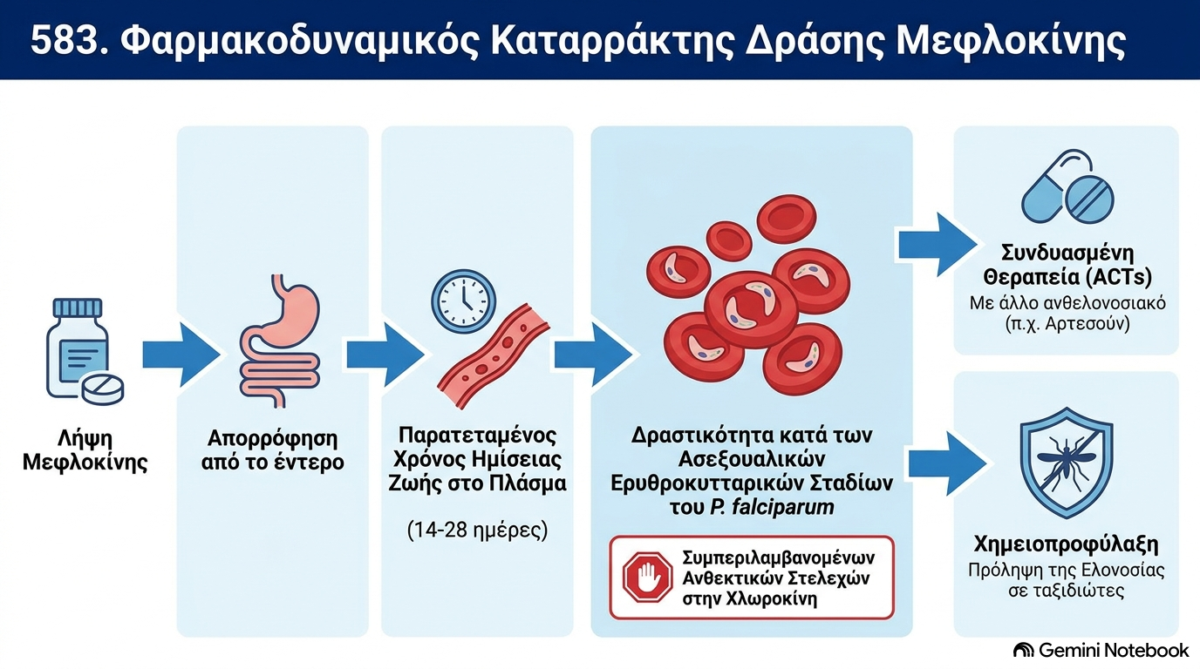 583. Φαρμακοδυναμικός Καταρράκτης Δράσης Μεφλοκίνης
Λήψη
Μεφλοκίνης
Απορρόφηση
από το έντερο
Παρατεταμένος
Χρόνος Ημίσειας
Ζωής στο Πλάσμα
(14-28 ημέρες)
Δραστικότητα κατά των
Ασεξουαλικών
Ερυθροκυτταρικών Σταδίων
του P. falciparum
Συμπεριλαμβανομένων
Ανθεκτικών Στελεχών
στην Χλωροκίνη
Συνδυασμένη
Θεραπεία (ACTs)
Με άλλο ανθελονοσιακό
(π.χ. Αρτεσούν)
Χημειοπροφύλαξη
Πρόληψη της Ελονοσίας
σε ταξιδιώτες
Gemini Notebook